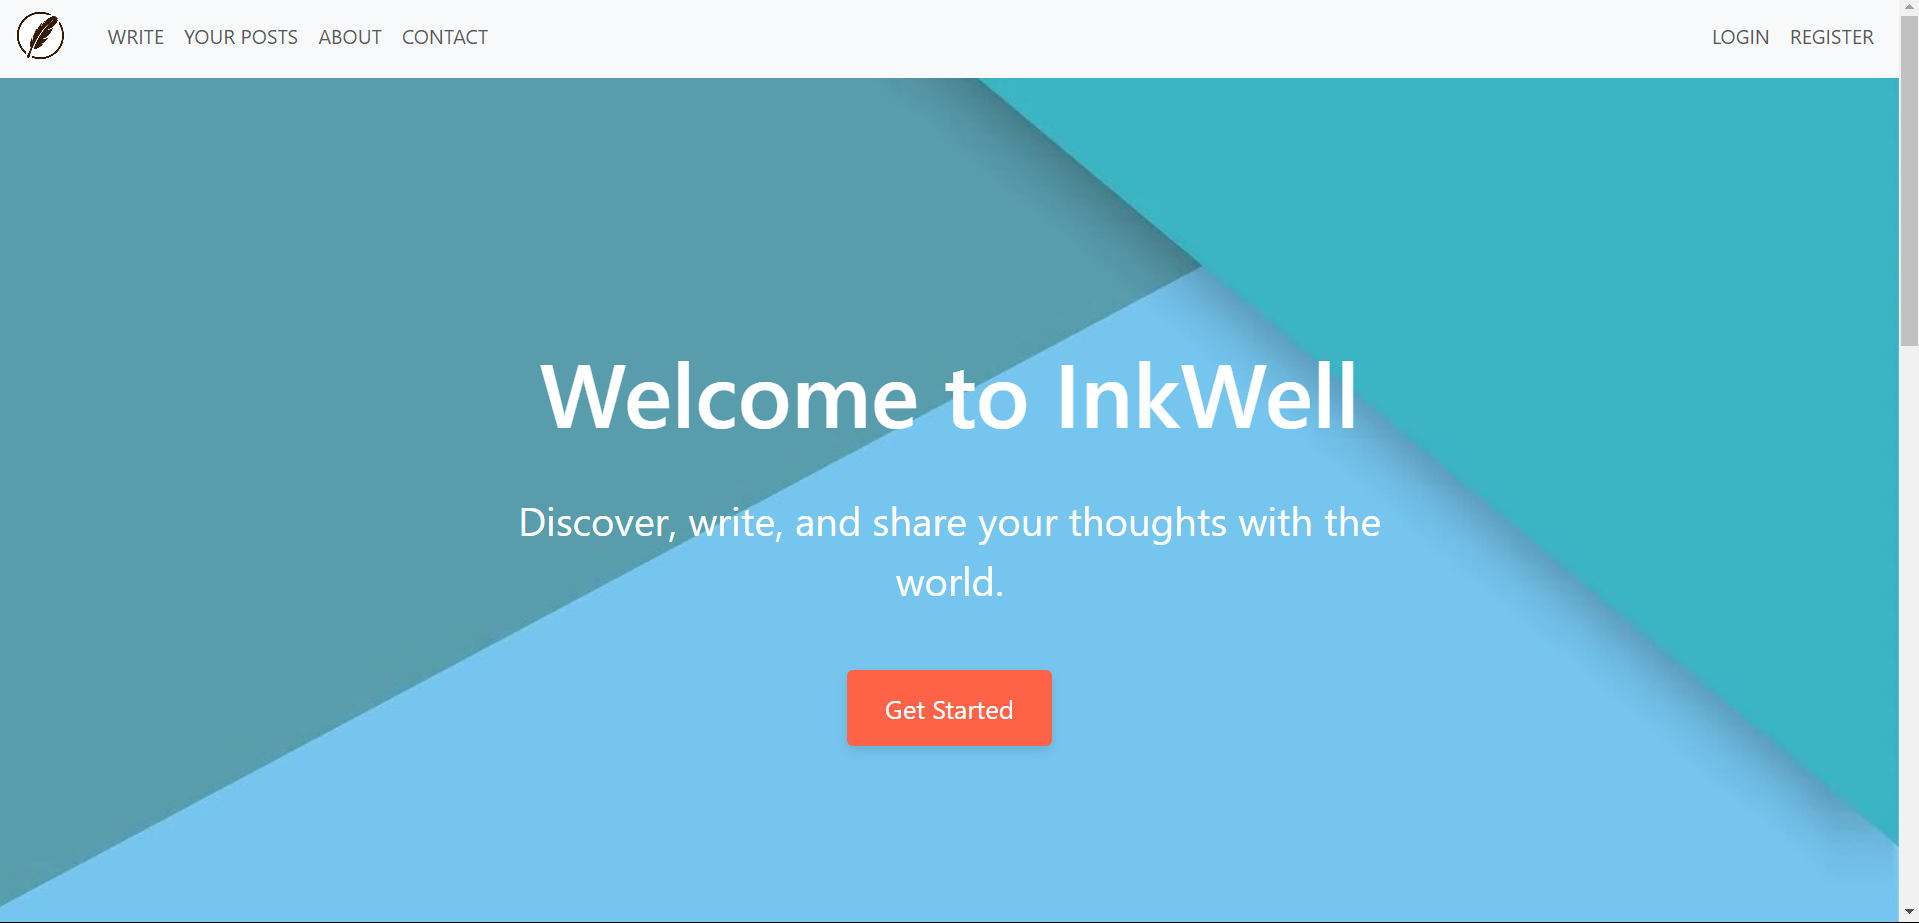 WRITE YOUR POSTS ABOUT CONTACT LOGIN REGISTER
Welcome to InkWell
Discover, write, and share your thoughts with the
world.
Get Started